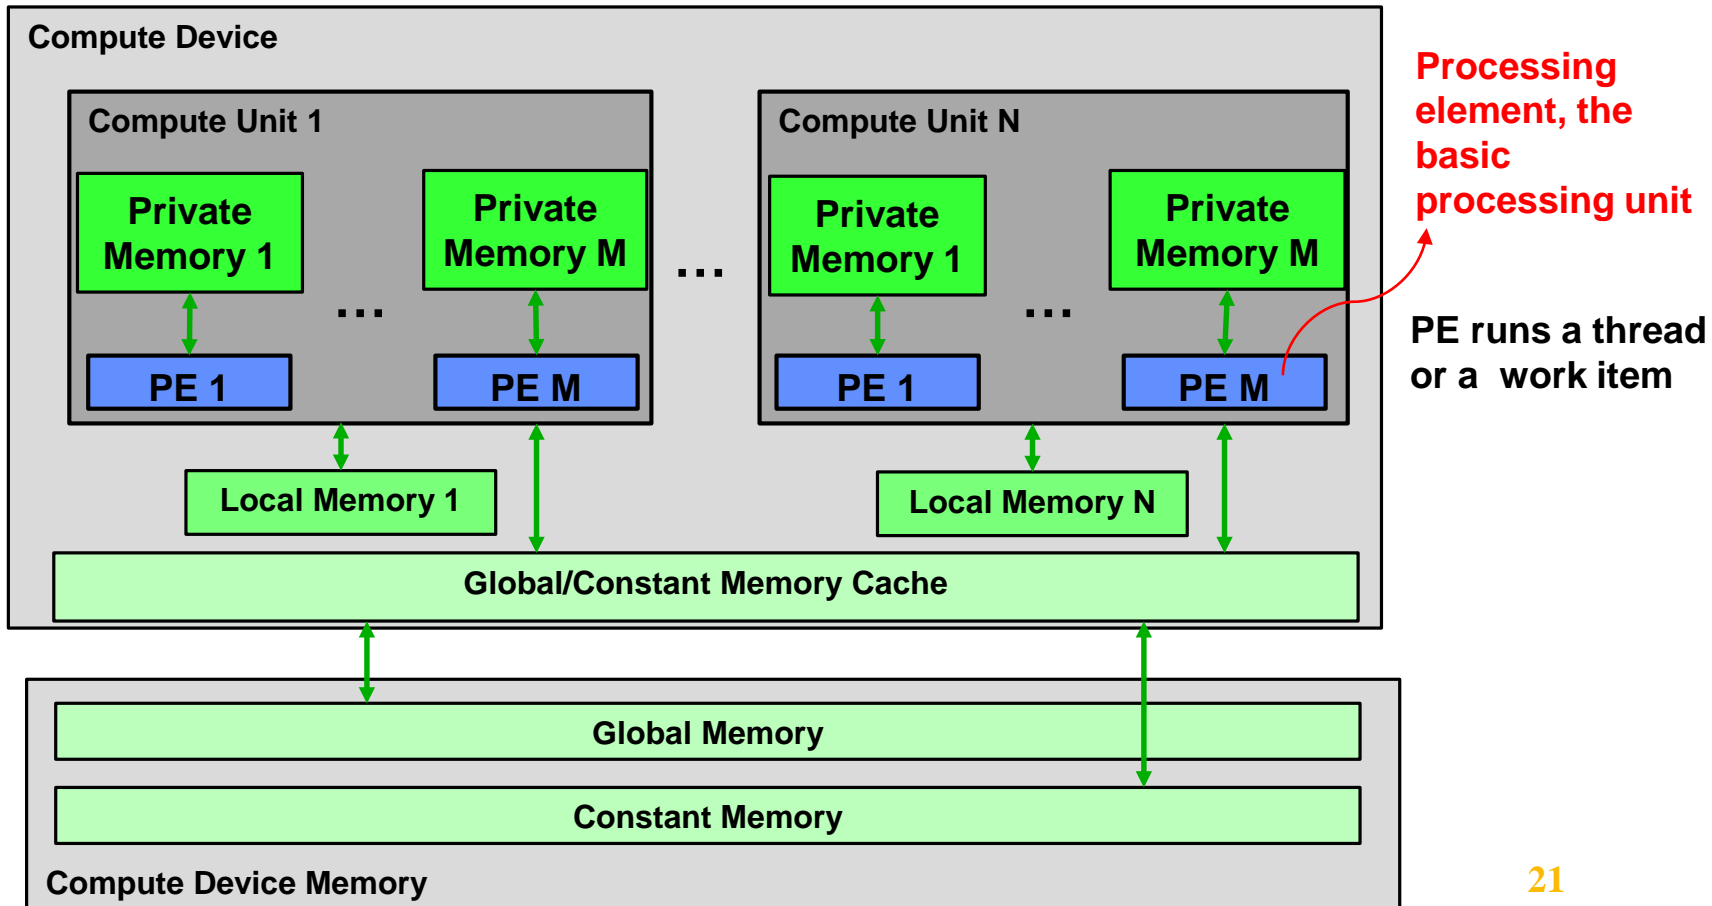 Compute Device
Compute Unit 1
Private
Memory 1
...
Private
Memory M
PE 1
PE M
...
Compute Unit N
Private
Memory 1
...
Private
Memory M
PE 1
PE M
Local Memory 1
Local Memory N
Global/Constant Memory Cache
Global Memory
Constant Memory
Compute Device Memory
Processing
element, the
basic
processing unit
PE runs a thread
or a  work item
21